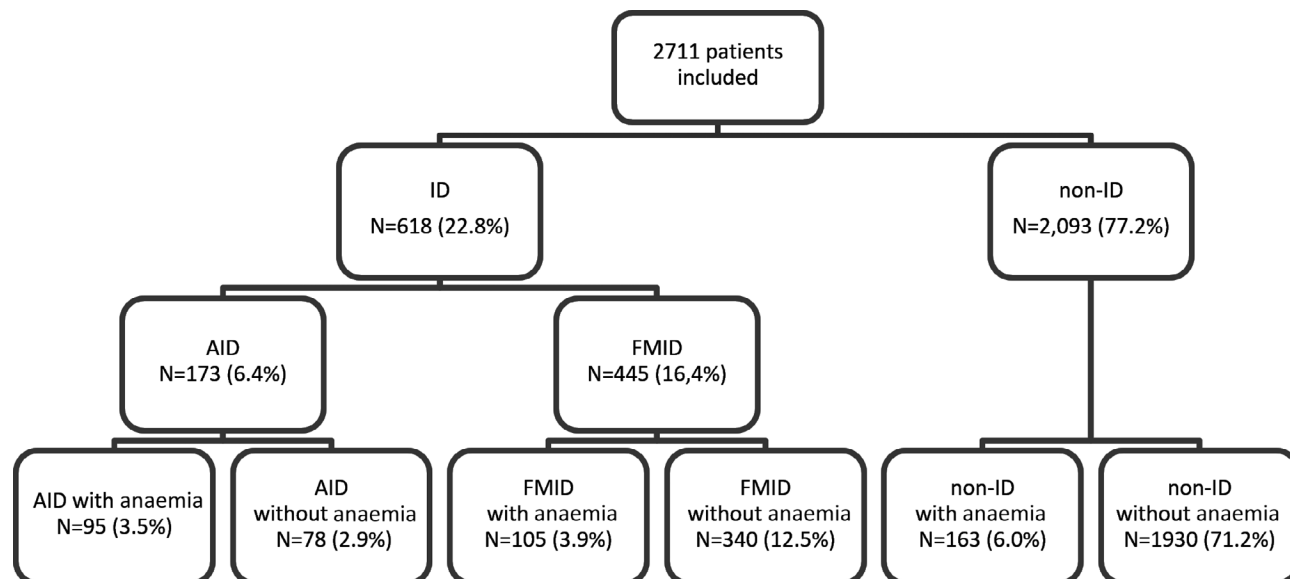 2711 patients
included
ID
N=618 (22.8%)
non-ID
N=2,093 (77.2%)
AID
N=173 (6.4%)
FMID
N=445 (16,4%)
AID with anaemia
N=95 (3.5%)
AID
without anaemia
N=78 (2.9%)
FMID
with anaemia
N=105 (3.9%)
FMID
without anaemia
N=340 (12.5%)
non-ID
with anaemia
N=163 (6.0%)
non-ID
without anaemia
N=1930 (71.2%)